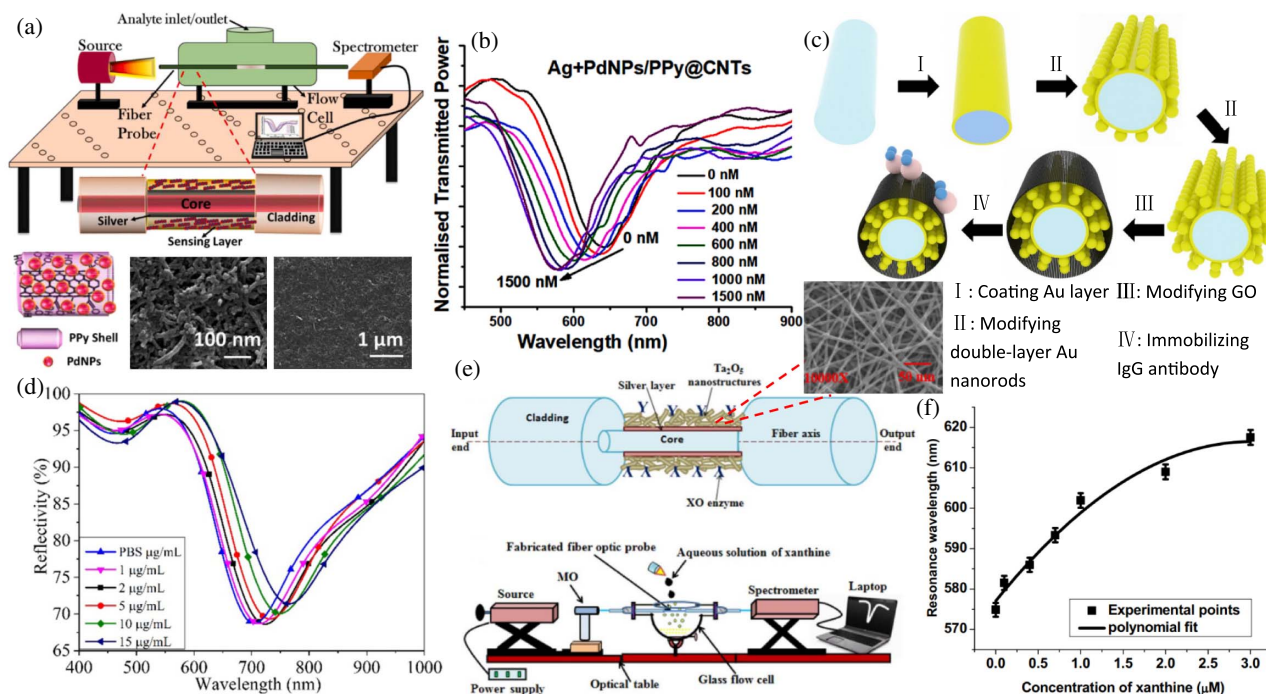 (a)
Analyte inlet/outlet
Source
Spectrometer
Fiber
Probe
Flow
Cell
Core
Silver
Sensing Layer
Cladding
PPy Shell
PdNPs
100 nm
1 µm
(b)
Ag+PdNPs/PPy@CNTs
Normalised Transmitted Power
0 nM
100 nM
200 nM
400 nM
600 nM
800 nM
1000 nM
1500 nM
0 nM
1500 nM
500 600 700 800 900
Wavelength (nm)
(c)
I
II
II
III
IV
I : Coating Au layer
II : Modifying
double-layer Au
nanorods
III: Modifying GO
IV: Immobilizing
IgG antibody
(d)
Reflectivity (%)
100
95
90
85
80
75
70
65
PBS µg/mL
1 µg/mL
2 µg/mL
5 µg/mL
10 µg/mL
15 µg/mL
400 500 600 700 800 900 1000
Wavelength (nm)
(e)
10000X
50 nm
Ta2O5
nanostructures
Silver layer
Cladding
Input
end
Core
Fiber axis
Output
end
XO enzyme
Fabricated fiber optic probe
Aqueous solution of xanthine
Source
MO
Spectrometer
Laptop
Power supply
Optical table
Glass flow cell
(f)
Resonance wavelength (nm)
620
610
600
590
580
570
Experimental points
polynomial fit
0.0 0.5 1.0 1.5 2.0 2.5 3.0
Concentration of xanthine (µM)